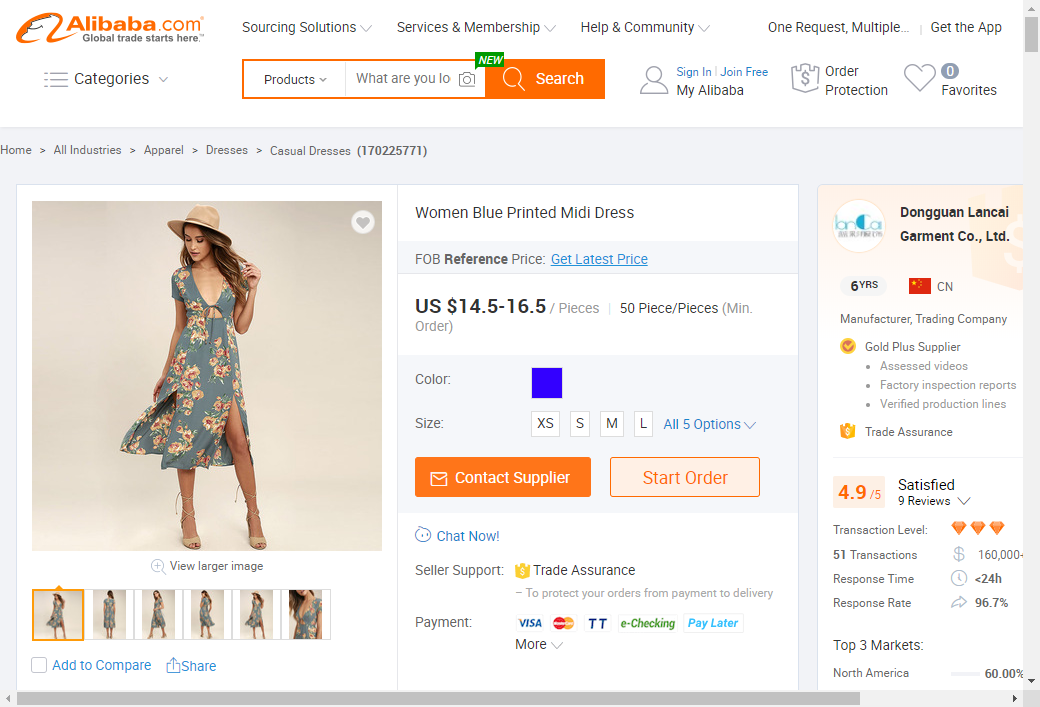 Alibaba.com
Global trade starts here.™
Sourcing Solutions
Services & Membership
Help & Community
One Request, Multiple...
Get the App
Categories
Products
What are you lo
NEW
Search
Sign In | Join Free
My Alibaba
Order
Protection
0
Favorites
Home > All Industries > Apparel > Dresses > Casual Dresses (170225771)
Women Blue Printed Midi Dress
FOB Reference Price: Get Latest Price
US $14.5-16.5 / Pieces | 50 Piece/Pieces (Min.
Order)
Color:
Size: XS S M L All 5 Options
Contact Supplier
Start Order
Chat Now!
Seller Support: Trade Assurance
– To protect your orders from payment to delivery
Payment: VISA MasterCard TT e-Checking Pay Later
More
View larger image
Add to Compare
Share
Dongguan Lancai
Garment Co., Ltd.
6YRS
CN
Manufacturer, Trading Company
Gold Plus Supplier
• Assessed videos
• Factory inspection reports
• Verified production lines
Trade Assurance
4.9 /5
Satisfied
9 Reviews
Transaction Level:
51 Transactions $ 160,000+
Response Time <24h
Response Rate 96.7%
Top 3 Markets:
North America 60.00%